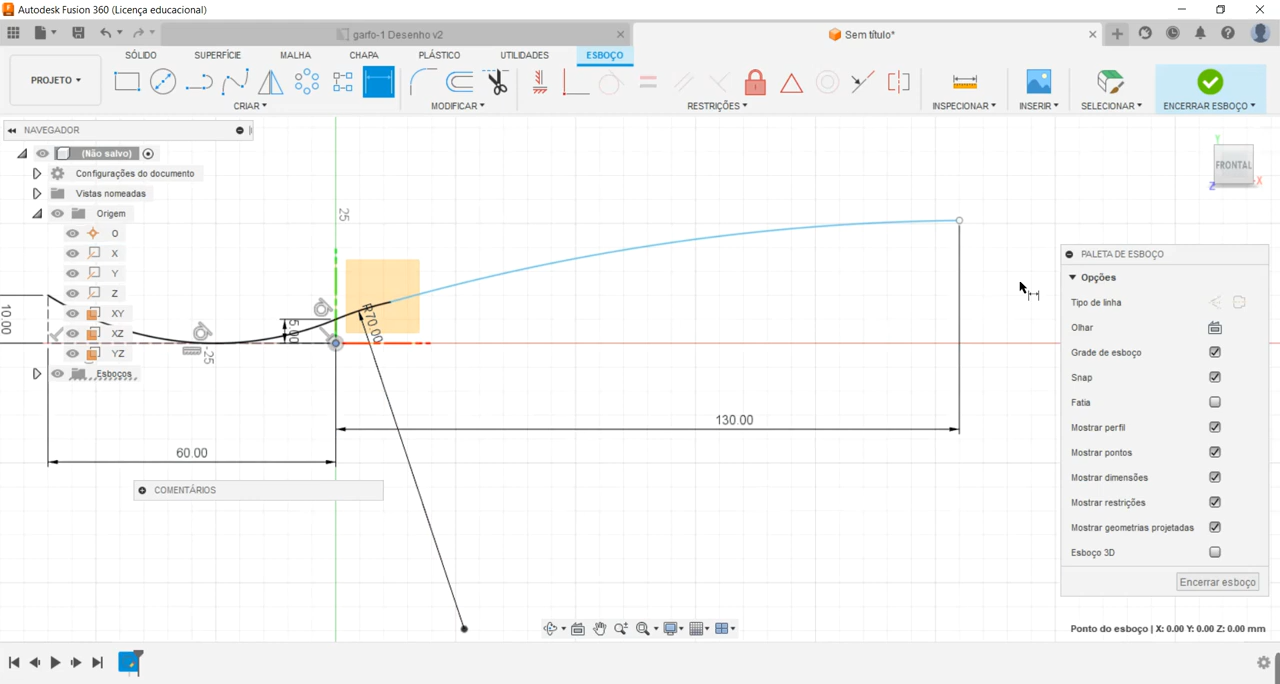 Autodesk Fusion 360 (Licença educacional)
garfo-1 Desenho v2
Sem título*
SÓLIDO SUPERFÍCIE MALHA CHAPA PLÁSTICO UTILIDADES ESBOÇO
PROJETO
CRIAR MODIFICAR RESTRIÇÕES INSPECIONAR INSERIR SELECIONAR ENCERRAR ESBOÇO
NAVEGADOR
(Não salvo)
Configurações do documento
Vistas nomeadas
Origem
O
X
Y
Z
XY
XZ
YZ
Esboços
25
FRONTAL
Y
X
Z
10.00
5.00
R70.00
-25
130.00
60.00
COMENTÁRIOS
PALETA DE ESBOÇO
Opções
Tipo de linha
Olhar
Grade de esboço
Snap
Fatia
Mostrar perfil
Mostrar pontos
Mostrar dimensões
Mostrar restrições
Mostrar geometrias projetadas
Esboço 3D
Encerrar esboço
Ponto do esboço | X: 0.00 Y: 0.00 Z: 0.00 mm